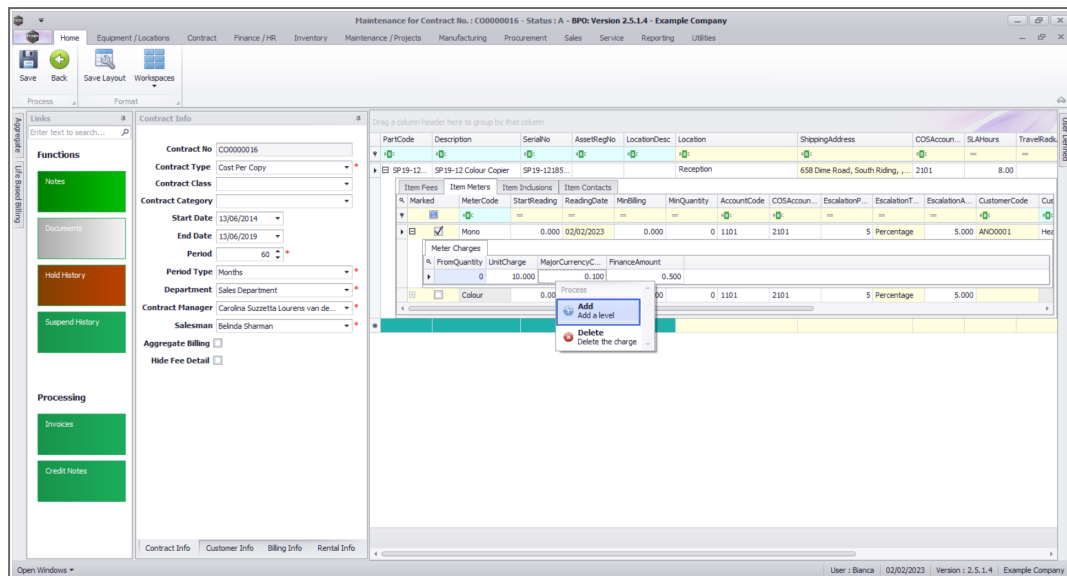 Maintenance for Contract No. : CO0000016 - Status : A - BPO: Version 2.5.1.4 - Example Company
Home Equipment / Locations Contract Finance / HR Inventory Maintenance / Projects Manufacturing Procurement Sales Service Reporting Utilities
Save Back Save Layout Workspaces
Process Format
Aggregate
Life Based Billing
Links
Enter text to search...
Functions
Notes
Documents
Hold History
Suspend History
Processing
Invoices
Credit Notes
Contract Info
Contract No CO0000016
Contract Type Cost Per Copy *
Contract Class
Contract Category
Start Date 13/06/2014
End Date 13/06/2019
Period 60 *
Period Type Months *
Department Sales Department *
Contract Manager Carolina Suzzetta Lourens van de... *
Salesman Belinda Sharman *
Aggregate Billing
Hide Fee Detail
Contract Info Customer Info Billing Info Rental Info
Drag a column header here to group by that column
PartCode Description SerialNo AssetRegNo LocationDesc Location ShippingAddress COSAccoun... SLAHours TravelRadiu
SP19-12... SP19-12 Colour Copier SP19-12185... Reception 658 Dime Road, South Riding, ,... 2101 8.00
Item Fees Item Meters Item Inclusions Item Contacts
Marked MeterCode StartReading ReadingDate MinBilling MinQuantity AccountCode COSAccoun... EscalationP... EscalationT... EscalationA... CustomerCode Cus
Mono 0.000 02/02/2023 0.000 0 1101 2101 5 Percentage 5.000 ANO0001 Hea
Meter Charges
FromQuantity UnitCharge MajorCurrencyC... FinanceAmount
0 10.000 0.100 0.500
Colour 0.00 00 0 1101 2101 5 Percentage 5.000
Process
Add
Add a level
Delete
Delete the charge
User Defined
Open Windows User : Bianca 02/02/2023 Version : 2.5.1.4 Example Company